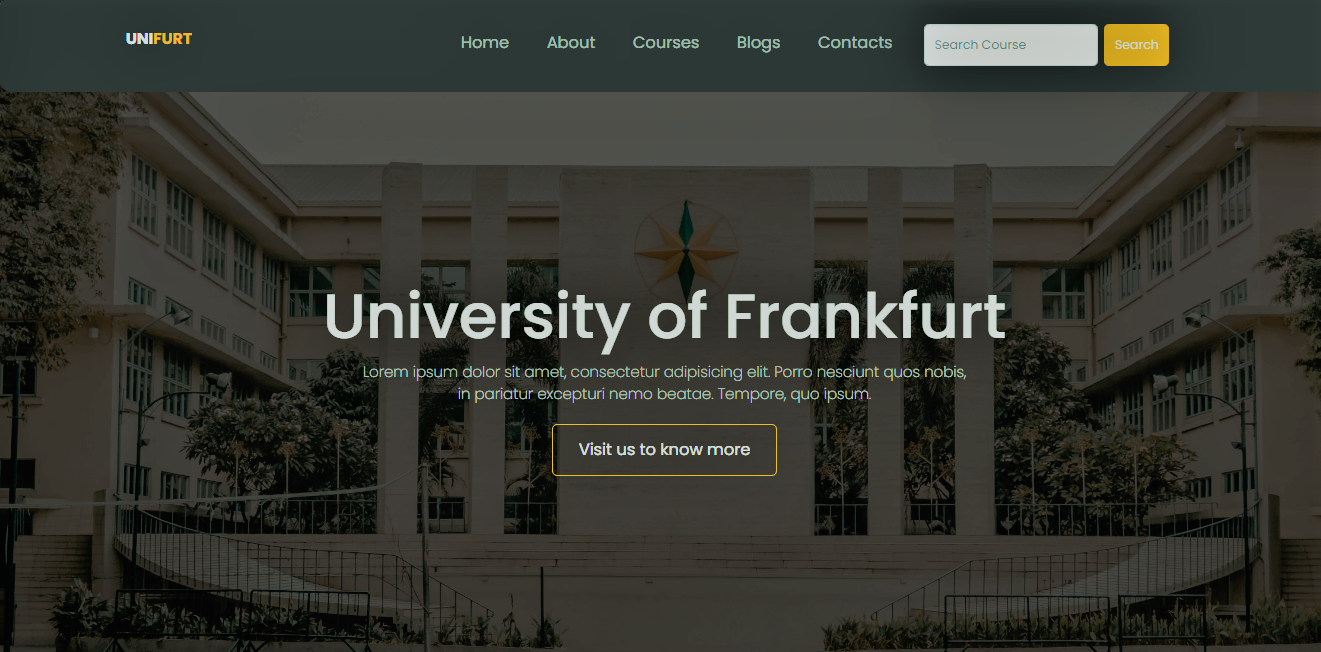 UNIFURT
Home
About
Courses
Blogs
Contacts
Search Course
Search
University of Frankfurt
Lorem ipsum dolor sit amet, consectetur adipisicing elit. Porro nesciunt quos nobis,
in pariatur excepturi nemo beatae. Tempore, quo ipsum.
Visit us to know more